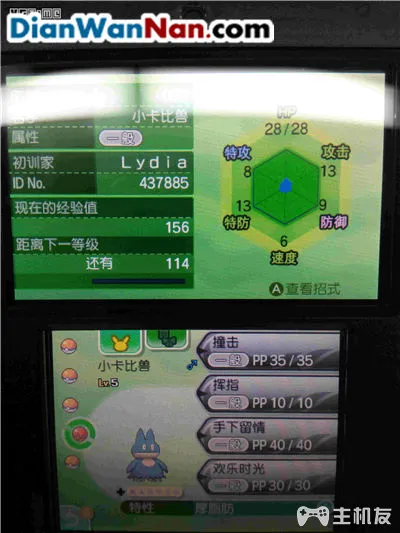 DianWanNan.com
小卡比兽
属性 一般
初训家 Lydia
ID No. 437885
现在的经验值
156
距离下一等级
还有 114
HP
28/28
特攻
8
攻击
13
特防
13
防御
9
速度
6
A 查看招式
小卡比兽 ♂
Lv.5
撞击
一般 PP 35/35
挥指
一般 PP 10/10
手下留情
一般 PP 40/40
欢乐时光
一般 PP 30/30
特性 厚脂肪
主机友